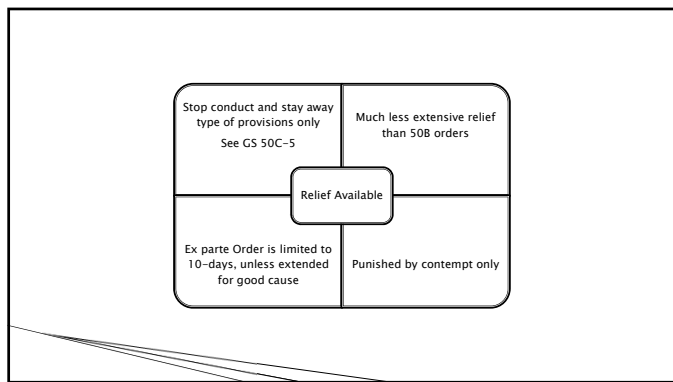 Stop conduct and stay away
type of provisions only
See GS 50C-5
Much less extensive relief
than 50B orders
Relief Available
Ex parte Order is limited to
10-days, unless extended
for good cause
Punished by contempt only